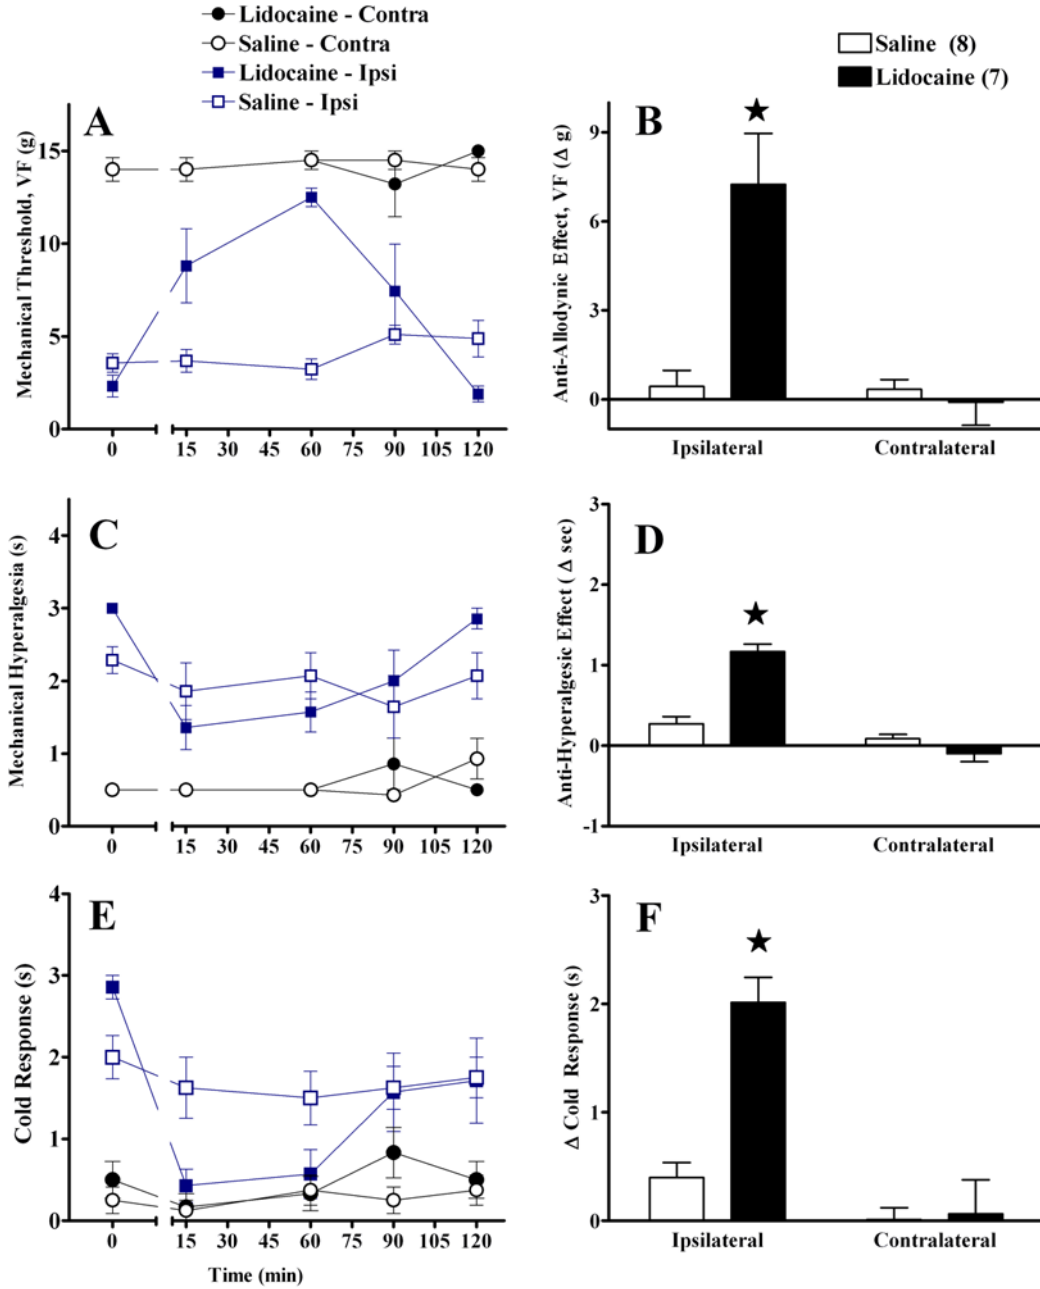 Lidocaine - Contra
Saline - Contra
Lidocaine - Ipsi
Saline - Ipsi
Saline (8)
Lidocaine (7)
A
Mechanical Threshold, VF (g)
15
10
5
0
0 15 30 45 60 75 90 105 120
B
Anti-Allodynic Effect, VF (Δ g)
9
6
3
0
Ipsilateral Contralateral
C
Mechanical Hyperalgesia (s)
4
3
2
1
0
0 15 30 45 60 75 90 105 120
D
Anti-Hyperalgesic Effect ( Δ sec)
3
2
1
0
-1
Ipsilateral Contralateral
E
Cold Response (s)
4
3
2
1
0
0 15 30 45 60 75 90 105 120
Time (min)
F
Δ Cold Response (s)
3
2
1
0
Ipsilateral Contralateral